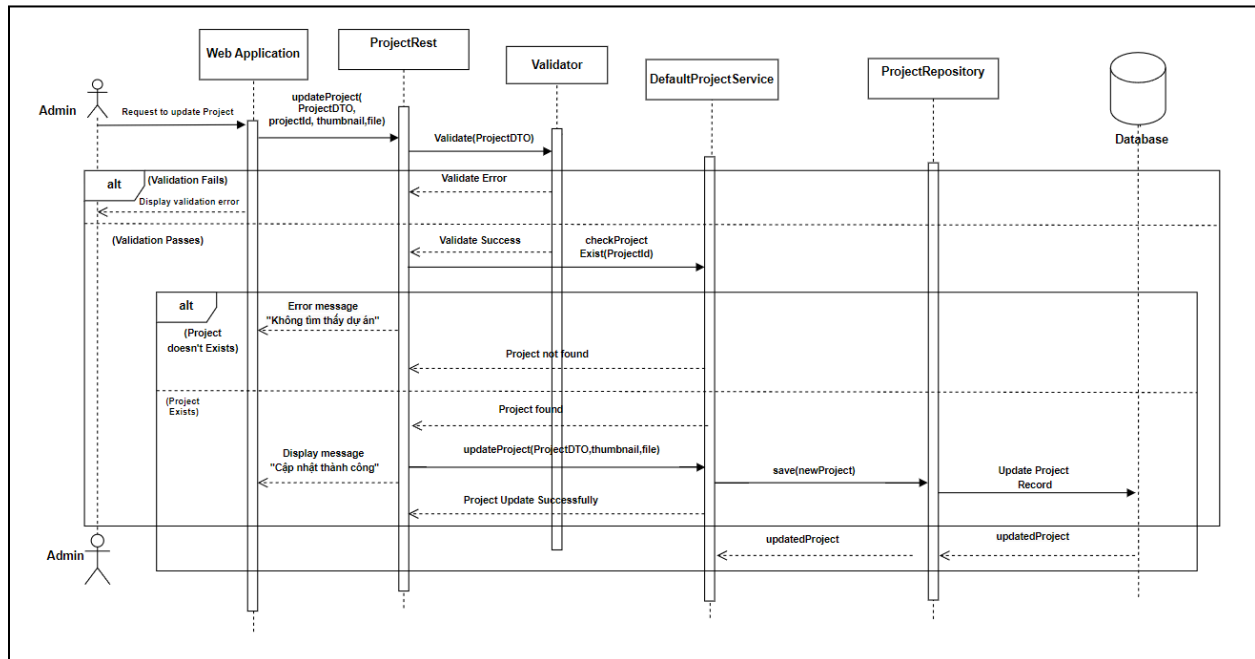 Web Application
ProjectRest
Validator
DefaultProjectService
ProjectRepository
Admin
Request to update Project
updateProject(
ProjectDTO,
projectId, thumbnail,file)
Validate(ProjectDTO)
Database
alt
(Validation Fails)
Validate Error
Display validation error
(Validation Passes)
Validate Success
checkProject
Exist(ProjectId)
alt
Error message
"Không tìm thấy dự án"
(Project
doesn't Exists)
Project not found
(Project
Exists)
Project found
Display message
"Cập nhật thành công"
updateProject(ProjectDTO,thumbnail,file)
save(newProject)
Update Project
Record
Project Update Successfully
updatedProject
updatedProject
Admin